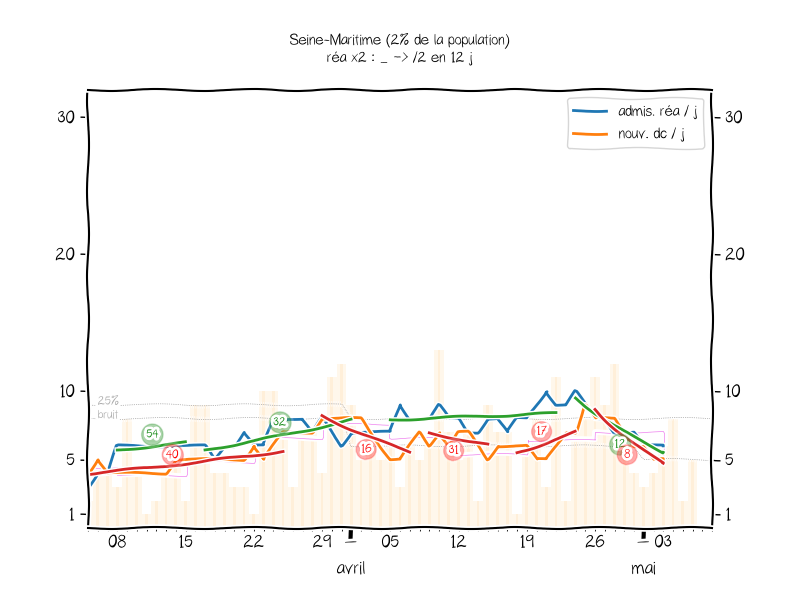 Seine-Maritime (2% de la population)
réa x2 : _ -> /2 en 12 j
admis. réa / j
nouv. dc / j
30
30
20
20
10
10
25%
bruit
54
32
40
16
31
17
12
8
5
5
1
1
08 15 22 29 05 12 19 26 03
avril mai